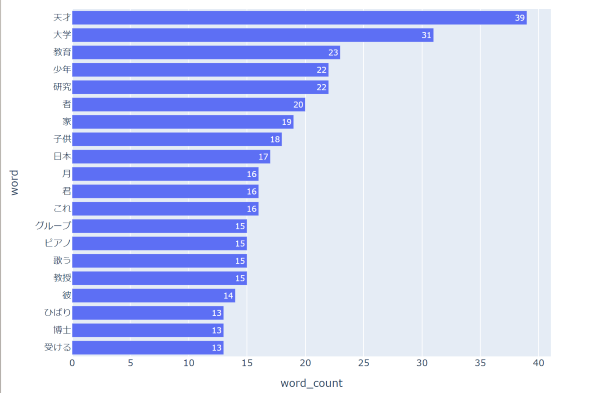 天才 39
大学 31
教育 23
少年 22
研究 22
者 20
家 19
子供 18
日本 17
月 16
君 16
これ 16
グループ 15
ピアノ 15
歌う 15
教授 15
彼 14
ひばり 13
博士 13
受ける 13
0 5 10 15 20 25 30 35 40
word_count
word